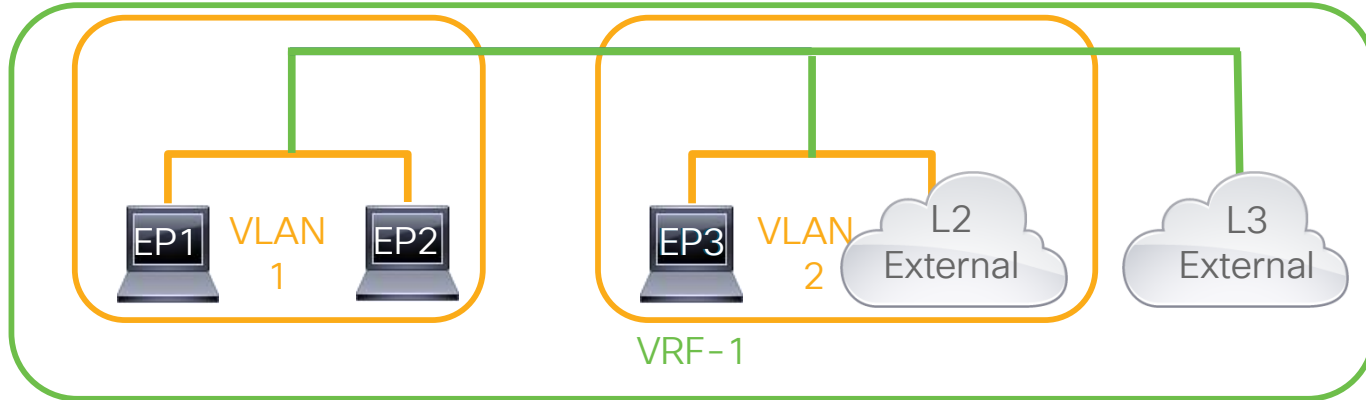 EP1
VLAN
1
EP2
EP3
VLAN
2
L2
External
L3
External
VRF-1